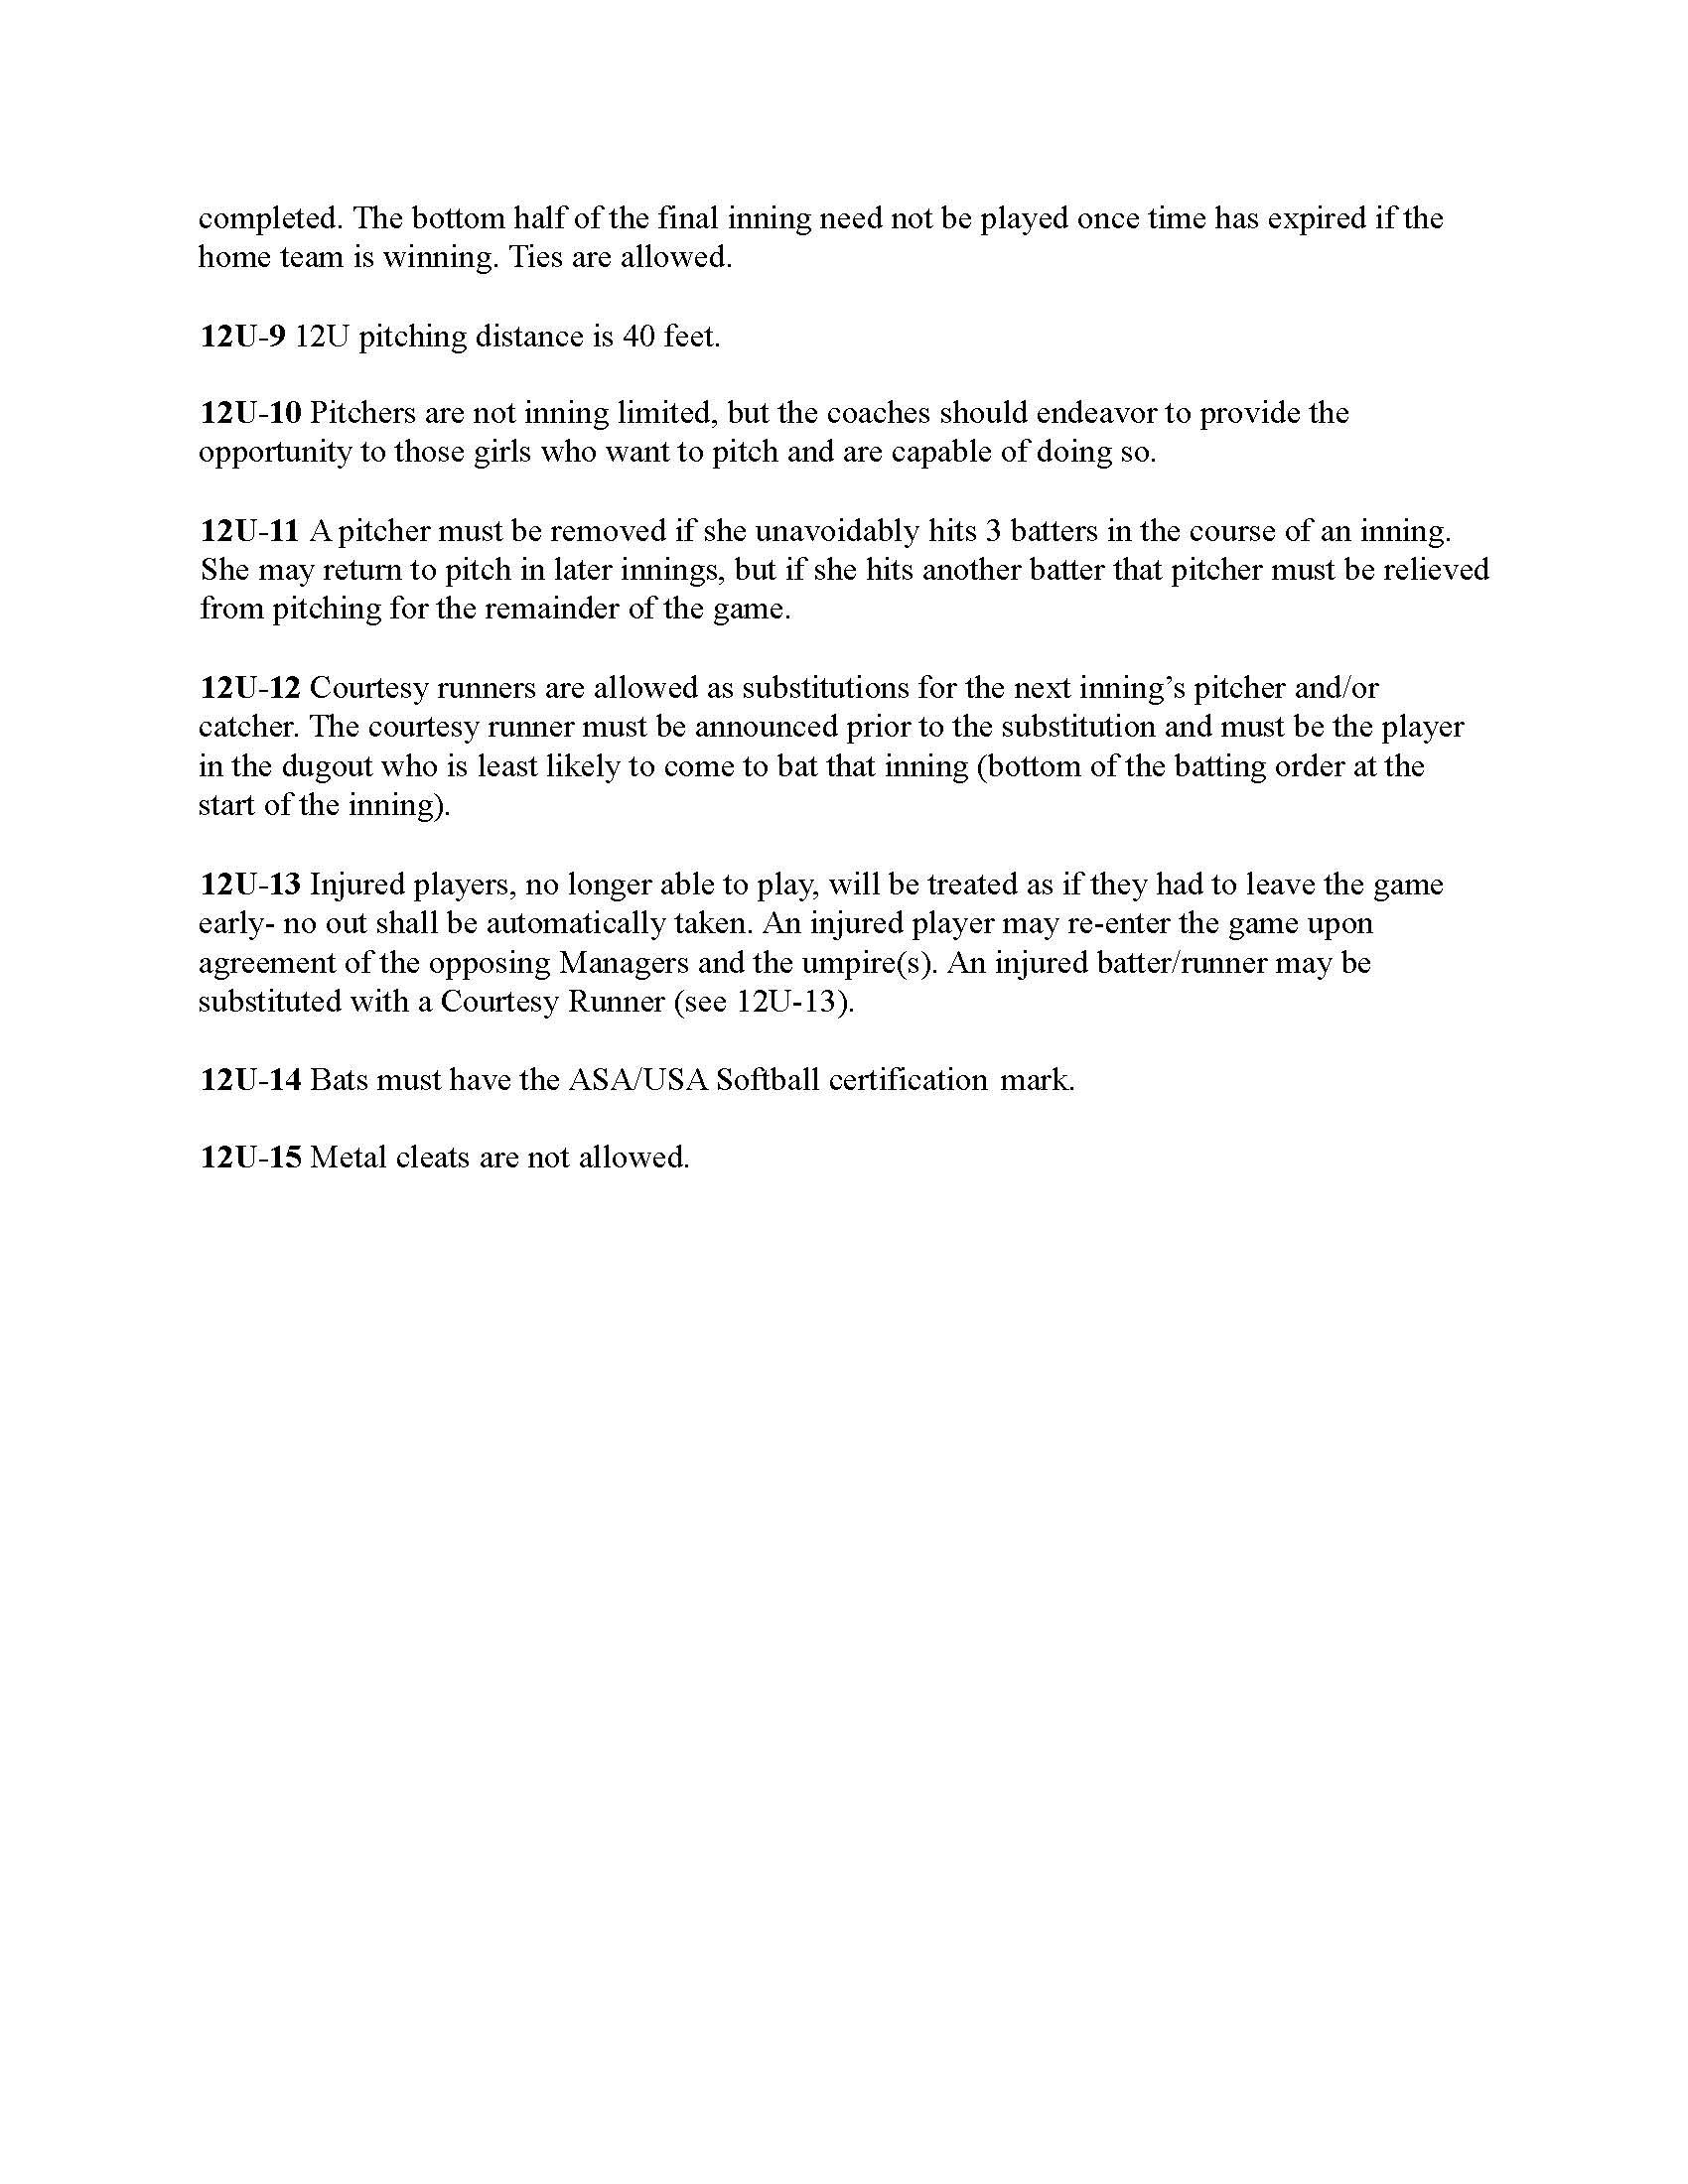 completed. The bottom half of the final inning need not be played once time has expired if the
home team is winning. Ties are allowed.
12U-9 12U pitching distance is 40 feet.
12U-10 Pitchers are not inning limited, but the coaches should endeavor to provide the
opportunity to those girls who want to pitch and are capable of doing so.
12U-11 A pitcher must be removed if she unavoidably hits 3 batters in the course of an inning.
She may return to pitch in later innings, but if she hits another batter that pitcher must be relieved
from pitching for the remainder of the game.
12U-12 Courtesy runners are allowed as substitutions for the next inning’s pitcher and/or
catcher. The courtesy runner must be announced prior to the substitution and must be the player
in the dugout who is least likely to come to bat that inning (bottom of the batting order at the
start of the inning).
12U-13 Injured players, no longer able to play, will be treated as if they had to leave the game
early- no out shall be automatically taken. An injured player may re-enter the game upon
agreement of the opposing Managers and the umpire(s). An injured batter/runner may be
substituted with a Courtesy Runner (see 12U-13).
12U-14 Bats must have the ASA/USA Softball certification mark.
12U-15 Metal cleats are not allowed.